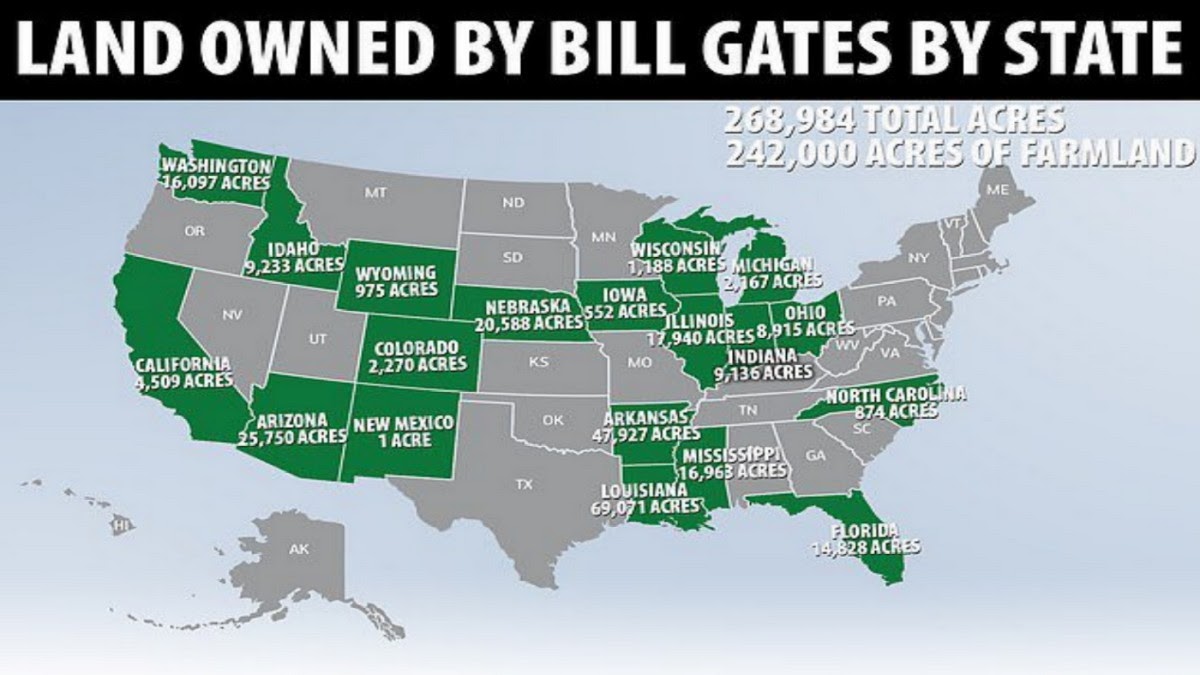 LAND OWNED BY BILL GATES BY STATE
268,984 TOTAL ACRES
242,000 ACRES OF FARMLAND
WASHINGTON
16,097 ACRES
MT
ND
ME
OR
IDAHO
9,233 ACRES
WYOMING
975 ACRES
SD
MN
WISCONSIN
1,188 ACRES
MICHIGAN
2,167 ACRES
VT
NY
NV
UT
NEBRASKA
20,588 ACRES
IOWA
552 ACRES
ILLINOIS
17,940 ACRES
OHIO
8,915 ACRES
PA
CALIFORNIA
4,509 ACRES
COLORADO
2,270 ACRES
KS
MO
INDIANA
9,136 ACRES
WV
VA
ARIZONA
25,750 ACRES
NEW MEXICO
1 ACRE
OK
ARKANSAS
47,927 ACRES
TN
NORTH CAROLINA
874 ACRES
SC
MISSISSIPPI
16,963 ACRES
GA
TX
LOUISIANA
69,071 ACRES
FLORIDA
14,828 ACRES
HI
AK